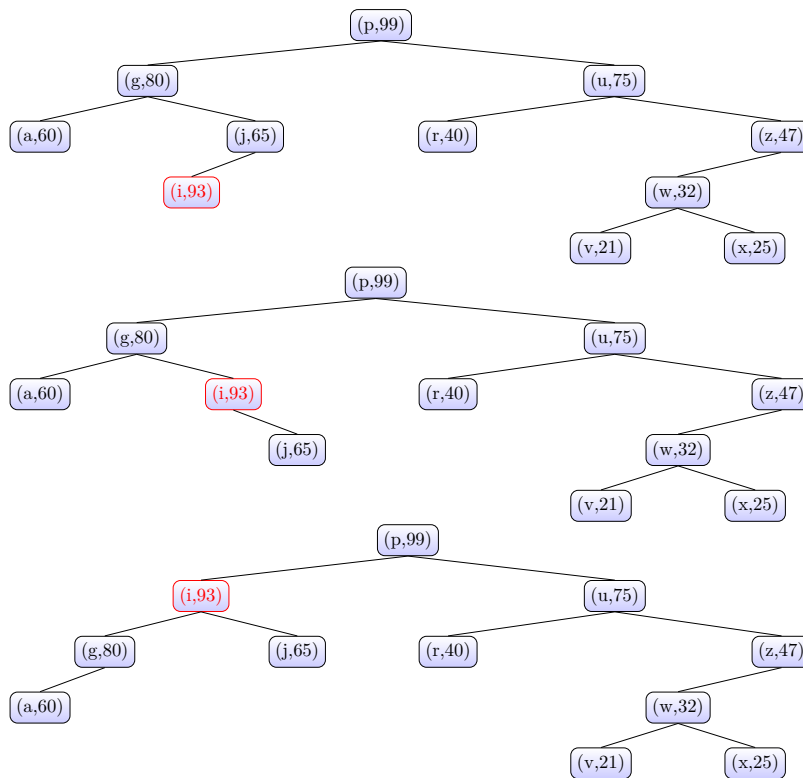 (p,99)
(g,80) (u,75)
(a,60) (j,65) (r,40) (z,47)
(i,93) (w,32)
(v,21) (x,25)
(p,99)
(g,80) (u,75)
(a,60) (i,93) (r,40) (z,47)
(j,65) (w,32)
(v,21) (x,25)
(p,99)
(i,93) (u,75)
(g,80) (j,65) (r,40) (z,47)
(a,60) (w,32)
(v,21) (x,25)